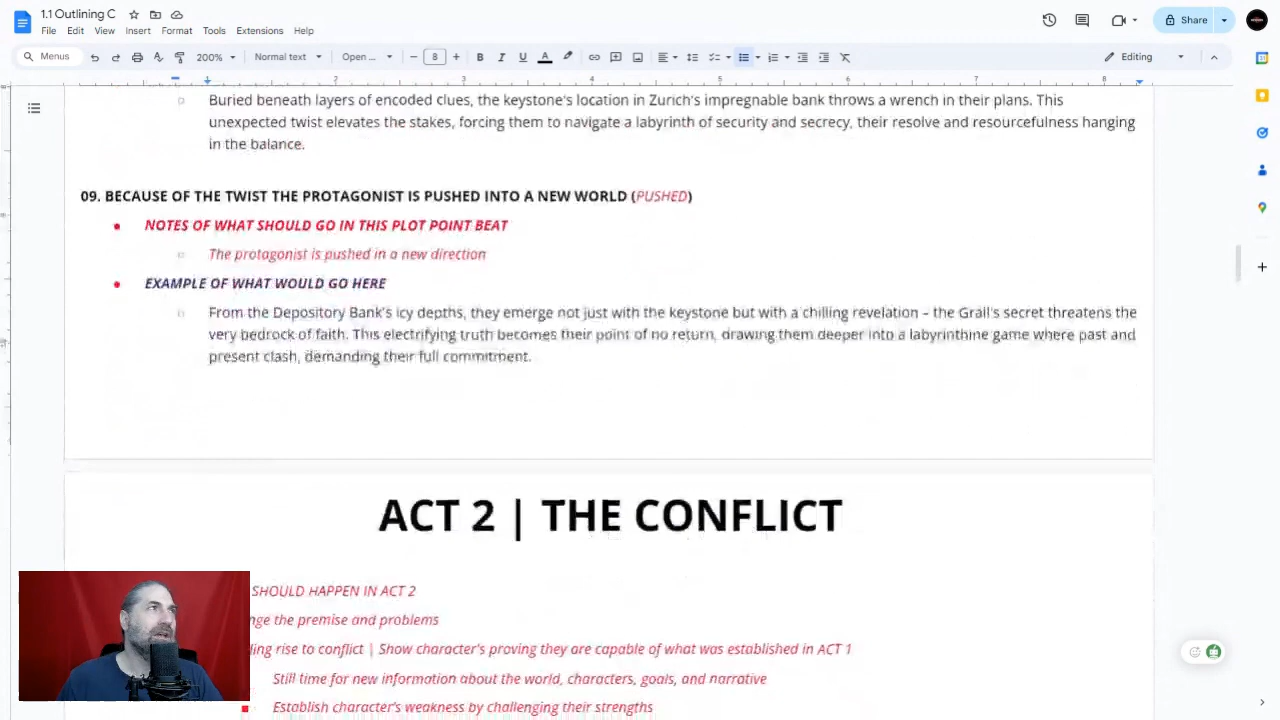 1.1 Outlining C
File Edit View Insert Format Tools Extensions Help
Share
Menus 200% Normal text Open ... 8 B I U A Editing
2 3 4 5 6 7 8
Buried beneath layers of encoded clues, the keystone's location in Zurich's impregnable bank throws a wrench in their plans. This
unexpected twist elevates the stakes, forcing them to navigate a labyrinth of security and secrecy, their resolve and resourcefulness hanging
in the balance.
09. BECAUSE OF THE TWIST THE PROTAGONIST IS PUSHED INTO A NEW WORLD (PUSHED)
NOTES OF WHAT SHOULD GO IN THIS PLOT POINT BEAT
The protagonist is pushed in a new direction
EXAMPLE OF WHAT WOULD GO HERE
From the Depository Bank's icy depths, they emerge not just with the keystone but with a chilling revelation – the Grail's secret threatens the
very bedrock of faith. This electrifying truth becomes their point of no return, drawing them deeper into a labyrinthine game where past and
present clash, demanding their full commitment.
ACT 2 | THE CONFLICT
SHOULD HAPPEN IN ACT 2
nge the premise and problems
ling rise to conflict | Show character's proving they are capable of what was established in ACT 1
Still time for new information about the world, characters, goals, and narrative
Establish character's weakness by challenging their strengths